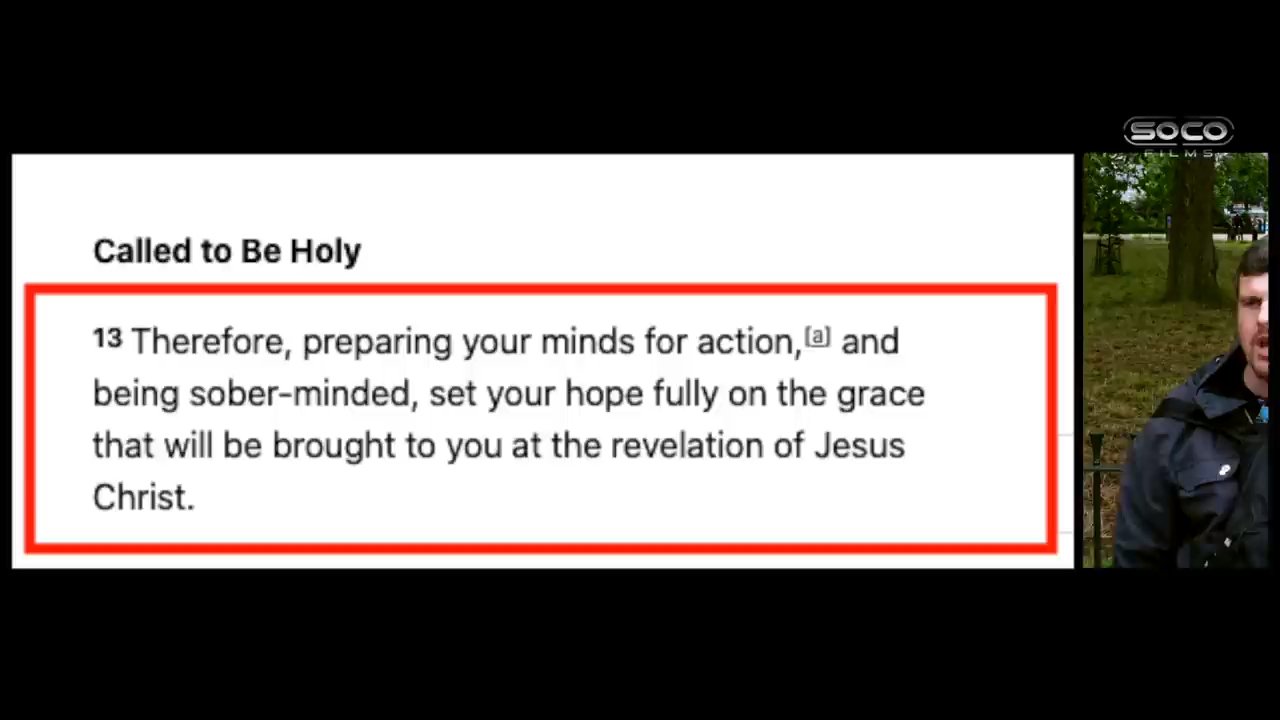 SOCO
FILMS
Called to Be Holy
13 Therefore, preparing your minds for action,[a] and
being sober-minded, set your hope fully on the grace
that will be brought to you at the revelation of Jesus
Christ.